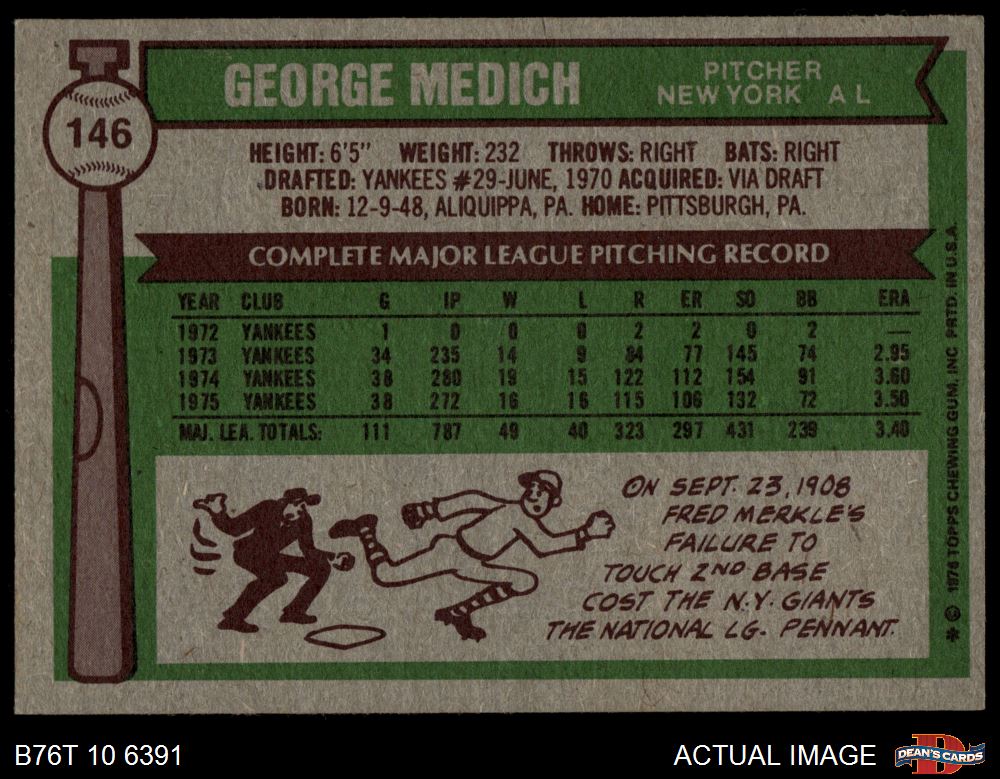 146
GEORGE MEDICH
PITCHER
NEW YORK A L
HEIGHT: 6'5" WEIGHT: 232 THROWS: RIGHT BATS: RIGHT
DRAFTED: YANKEES #29-JUNE, 1970 ACQUIRED: VIA DRAFT
BORN: 12-9-48, ALIQUIPPA, PA. HOME: PITTSBURGH, PA.
COMPLETE MAJOR LEAGUE PITCHING RECORD
YEAR CLUB G IP W L R ER SO BB ERA
1972 YANKEES 1 0 0 0 2 2 0 2 —
1973 YANKEES 34 235 14 9 84 77 145 74 2.95
1974 YANKEES 38 280 19 15 122 112 154 91 3.60
1975 YANKEES 38 272 16 16 115 106 132 72 3.50
MAJ. LEA. TOTALS: 111 787 49 40 323 297 431 239 3.40
ON SEPT. 23, 1908
FRED MERKLE'S
FAILURE TO
TOUCH 2ND BASE
COST THE N.Y. GIANTS
THE NATIONAL LG. PENNANT.
* © 1976 TOPPS CHEWING GUM, INC PRTD. IN U.S.A.
B76T 10 6391
ACTUAL IMAGE
DEAN'S CARDS